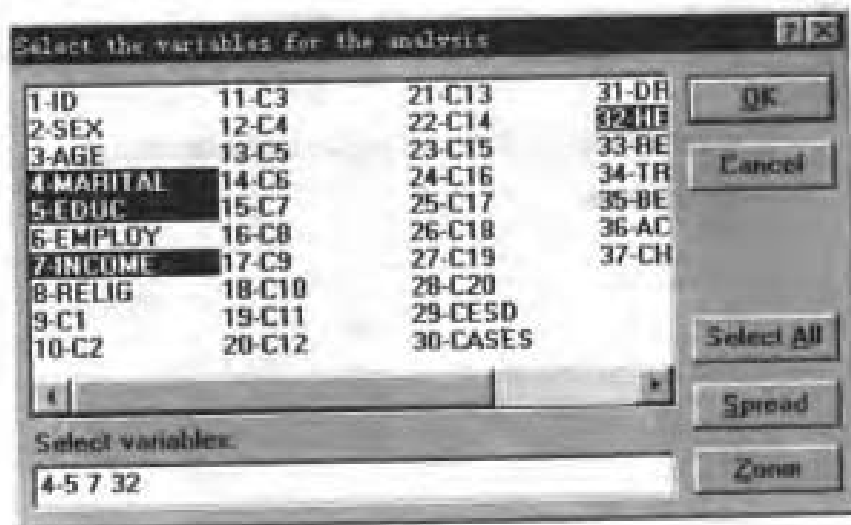 Select the variables for the analysis
1-ID
2-SEX
3-AGE
4-MARITAL
5-EDUC
6-EMPLOY
7-INCOME
8-RELIG
9-C1
10-C2
11-C3
12-C4
13-C5
14-C6
15-C7
16-C8
17-C9
18-C10
19-C11
20-C12
21-C13
22-C14
23-C15
24-C16
25-C17
26-C18
27-C19
28-C20
29-CESD
30-CASES
31-DR
32-HE
33-RE
34-TR
35-BE
36-AC
37-CH
OK
Cancel
Select All
Spread
Zoom
Select variables:
4-5 7 32